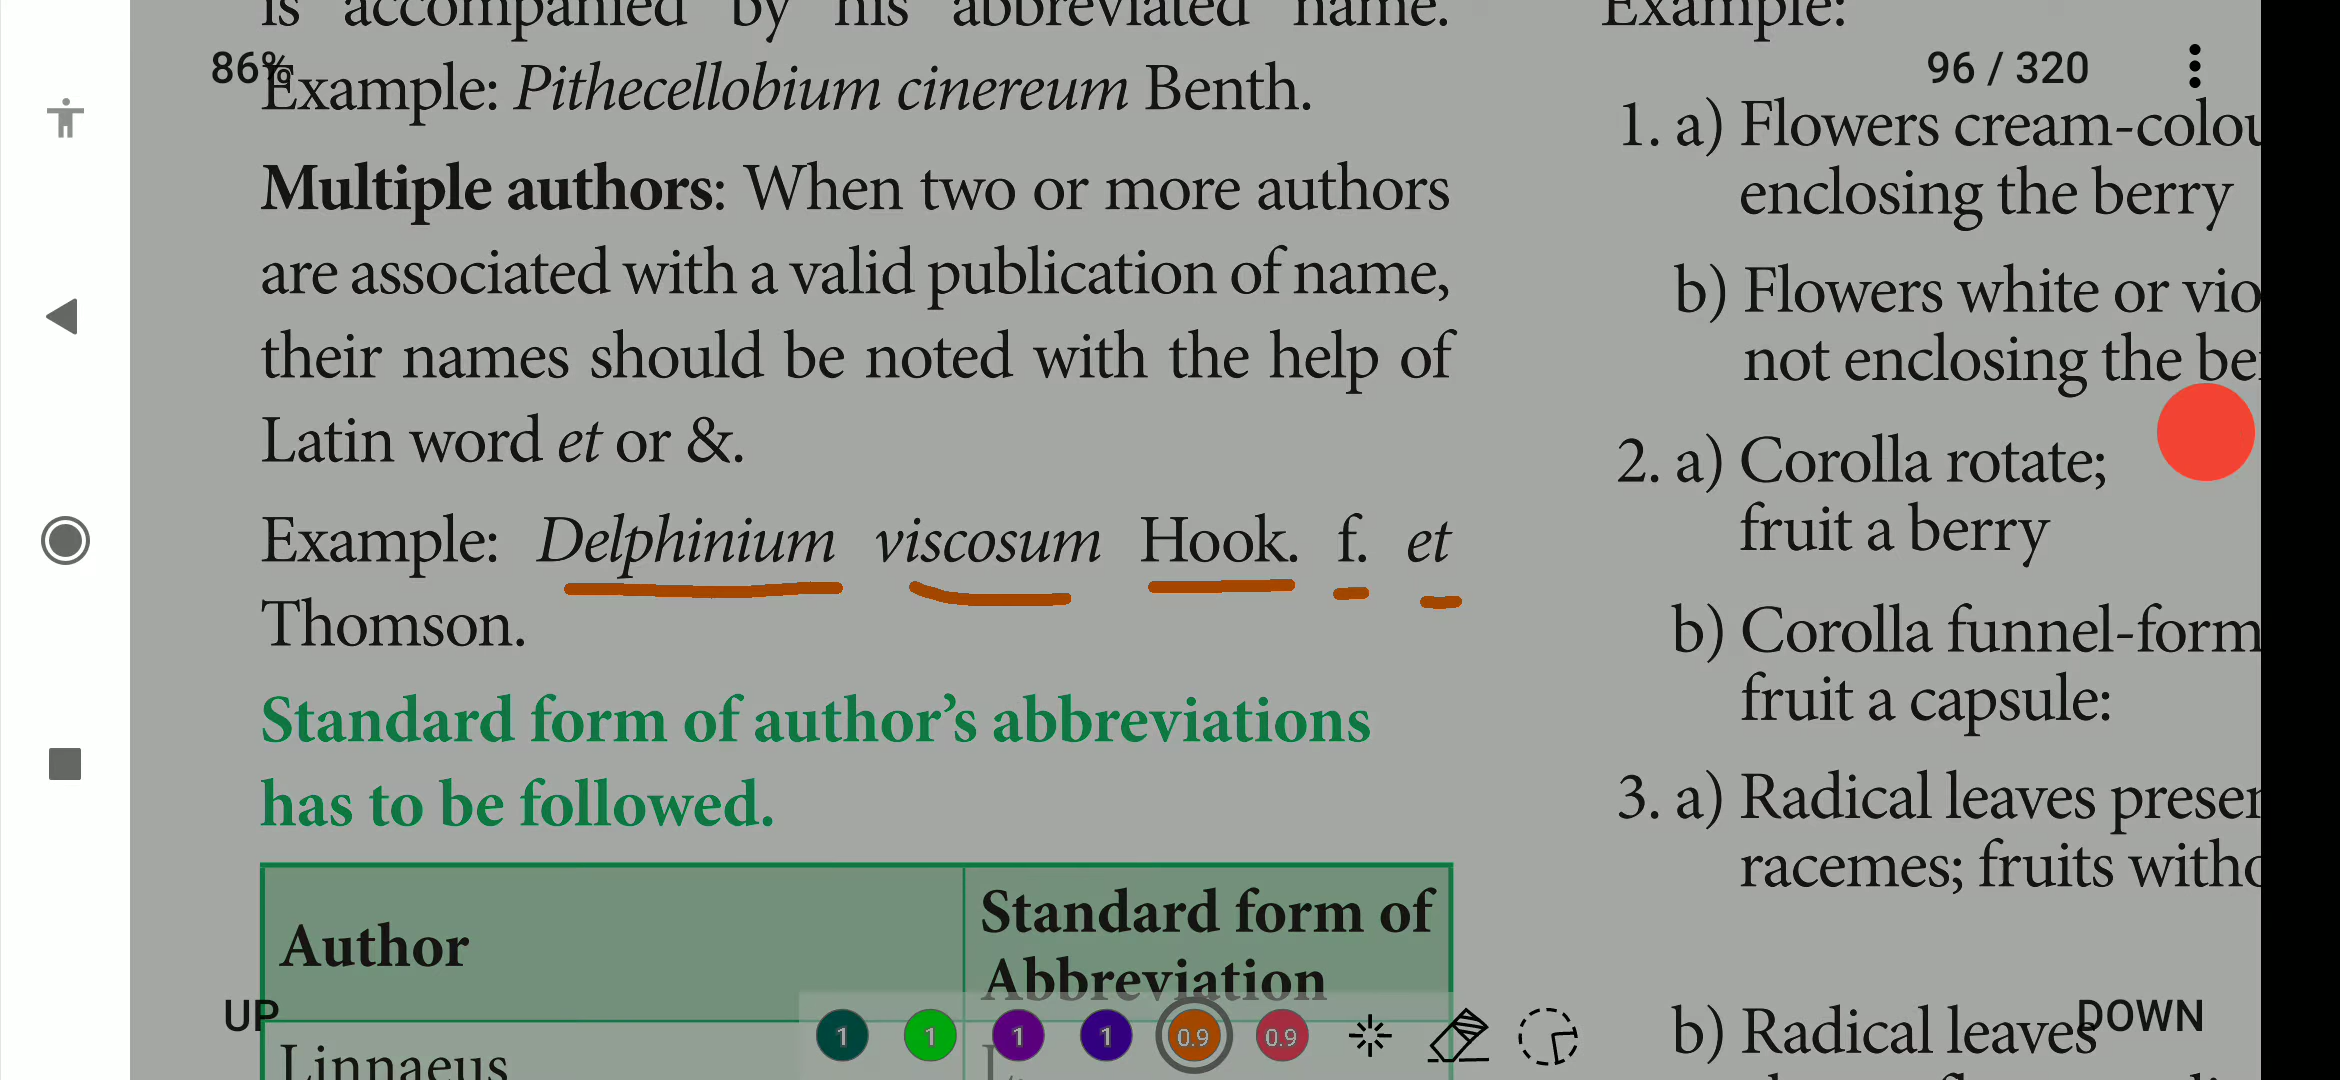 is accompanied by his abbreviated name.
86%
Example: Pithecellobium cinereum Benth.
Multiple authors: When two or more authors
are associated with a valid publication of name,
their names should be noted with the help of
Latin word et or &.
Example: Delphinium viscosum Hook. f. et
Thomson.
Standard form of author's abbreviations
has to be followed.
Author
Standard form of
Abbreviation
Linnaeus
L.
UP
1 1 1 1 0.9 0.9
Example:
96 / 320
1. a) Flowers cream-colou
enclosing the berry
b) Flowers white or vio
not enclosing the be
2. a) Corolla rotate;
fruit a berry
b) Corolla funnel-form
fruit a capsule:
3. a) Radical leaves presen
racemes; fruits witho
b) Radical leaves
DOWN